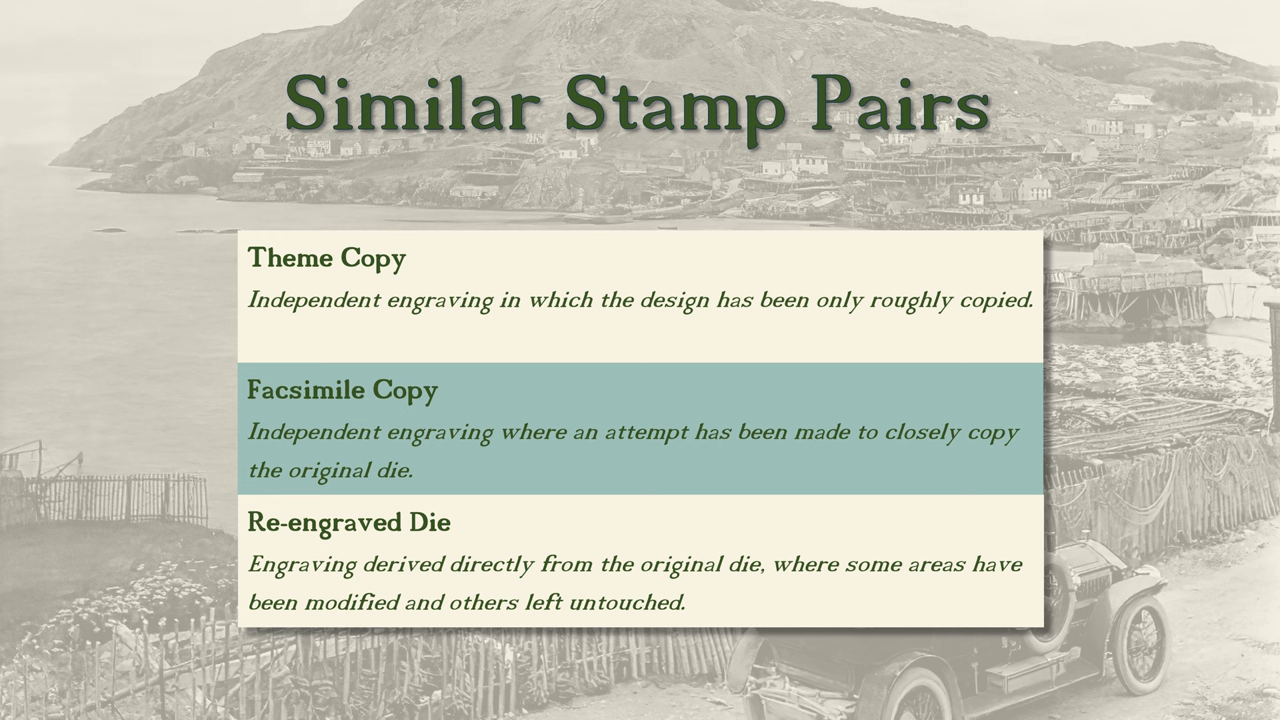 Similar Stamp Pairs
Theme Copy
Independent engraving in which the design has been only roughly copied.
Facsimile Copy
Independent engraving where an attempt has been made to closely copy
the original die.
Re-engraved Die
Engraving derived directly from the original die, where some areas have
been modified and others left untouched.